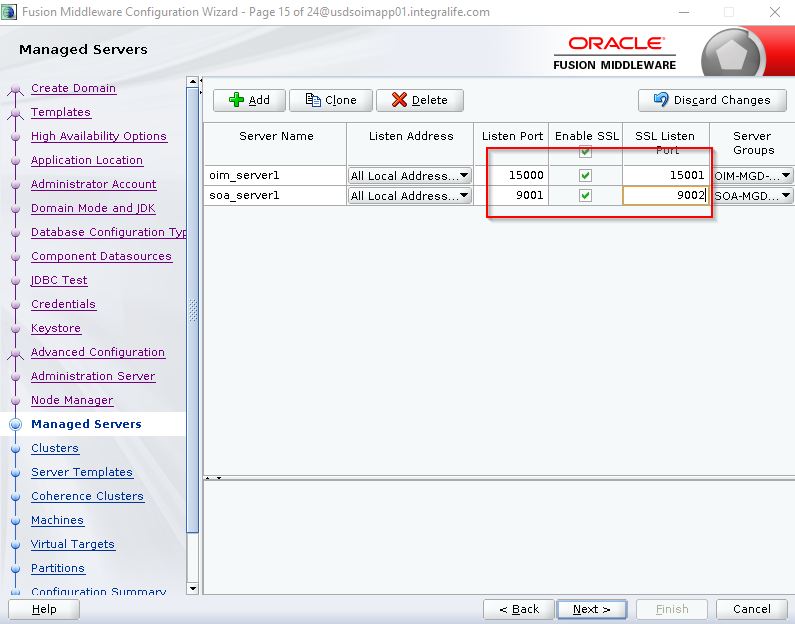 Fusion Middleware Configuration Wizard - Page 15 of 24@usdsoimapp01.integralife.com
Managed Servers
ORACLE
FUSION MIDDLEWARE
Create Domain
Templates
High Availability Options
Application Location
Administrator Account
Domain Mode and JDK
Database Configuration Typ
Component Datasources
JDBC Test
Credentials
Keystore
Advanced Configuration
Administration Server
Node Manager
Managed Servers
Clusters
Server Templates
Coherence Clusters
Machines
Virtual Targets
Partitions
Configuration Summary
Add Clone Delete Discard Changes
Server Name Listen Address Listen Port Enable SSL SSL Listen Port Server Groups
oim_server1 All Local Address... 15000 15001 OIM-MGD-...
soa_server1 All Local Address... 9001 9002 SOA-MGD...
Help < Back Next > Finish Cancel